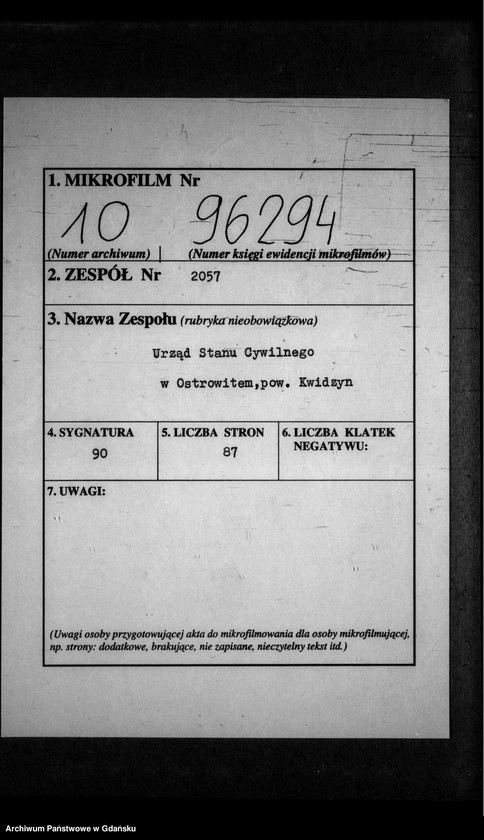 1. MIKROFILM Nr
10 96294
(Numer archiwum) (Numer księgi ewidencji mikrofilmów)
2. ZESPÓŁ Nr 2057
3. Nazwa Zespołu (rubryka nieobowiązkowa)
Urząd Stanu Cywilnego
w Ostrowitem,pow. Kwidzyn
4. SYGNATURA 5. LICZBA STRON 6. LICZBA KLATEK
NEGATYWU:
90 87
7. UWAGI:
(Uwagi osoby przygotowującej akta do mikrofilmowania dla osoby mikrofilmującej,
np. strony: dodatkowe, brakujące, nie zapisane, nieczytelny tekst itd.)
Archiwum Państwowe w Gdańsku